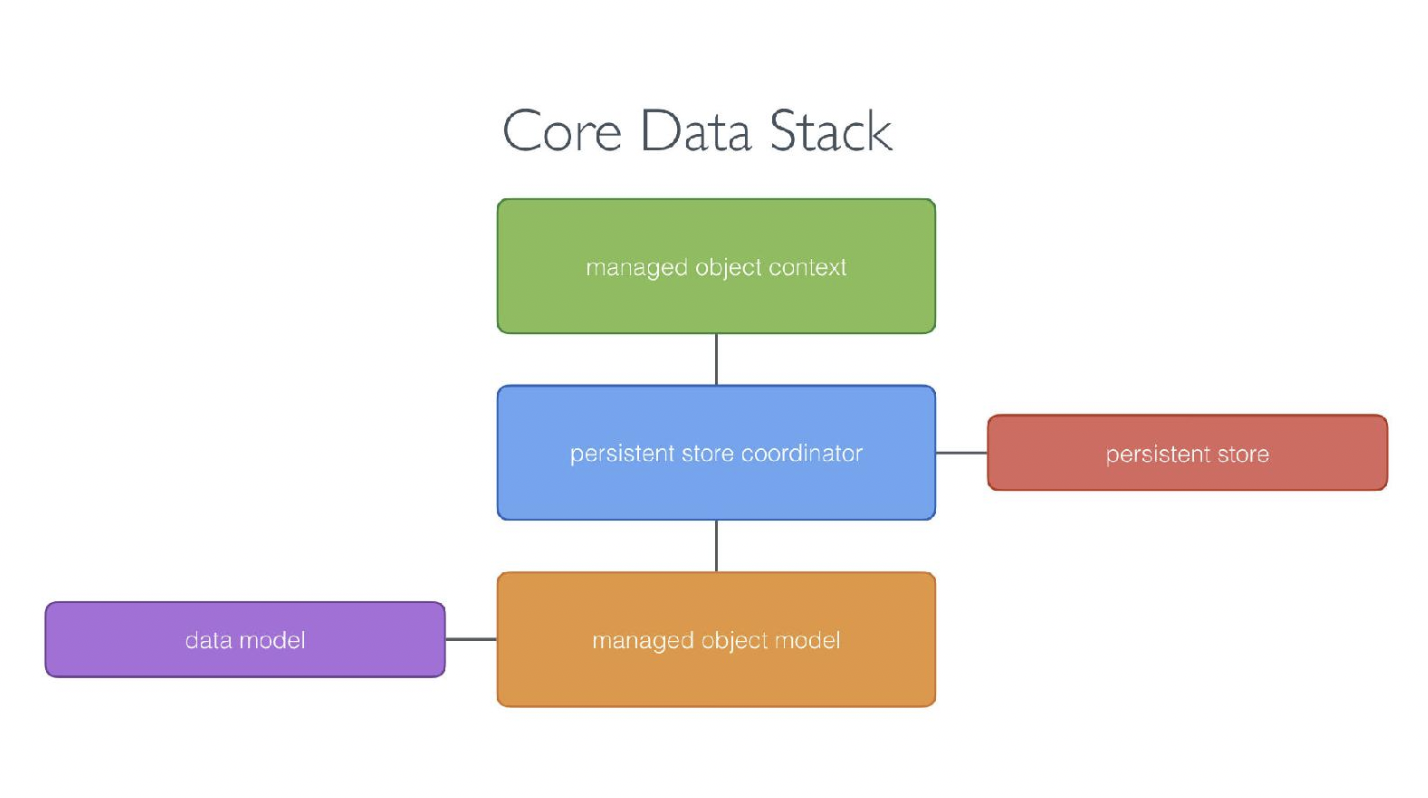 Core Data Stack
managed object context
persistent store coordinator
persistent store
data model
managed object model